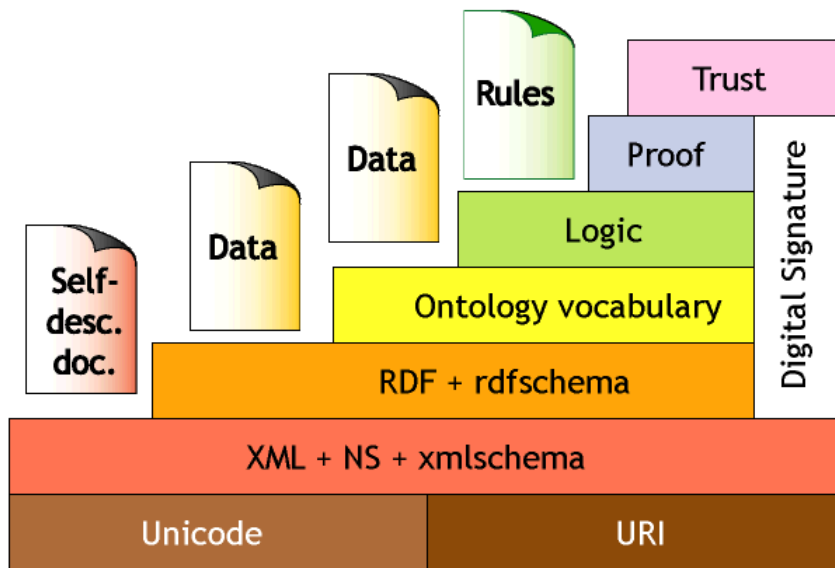 Rules
Trust
Data
Proof
Data
Logic
Self-
desc.
doc.
Ontology vocabulary
Digital Signature
RDF + rdfschema
XML + NS + xmlschema
Unicode
URI